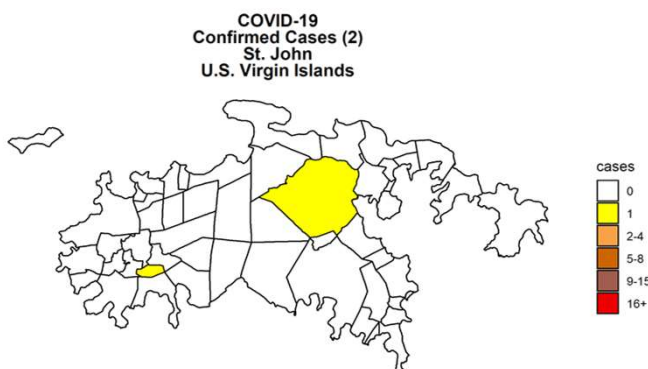 COVID-19
Confirmed Cases (2)
St. John
U.S. Virgin Islands
cases
0
1
2-4
5-8
9-15
16+